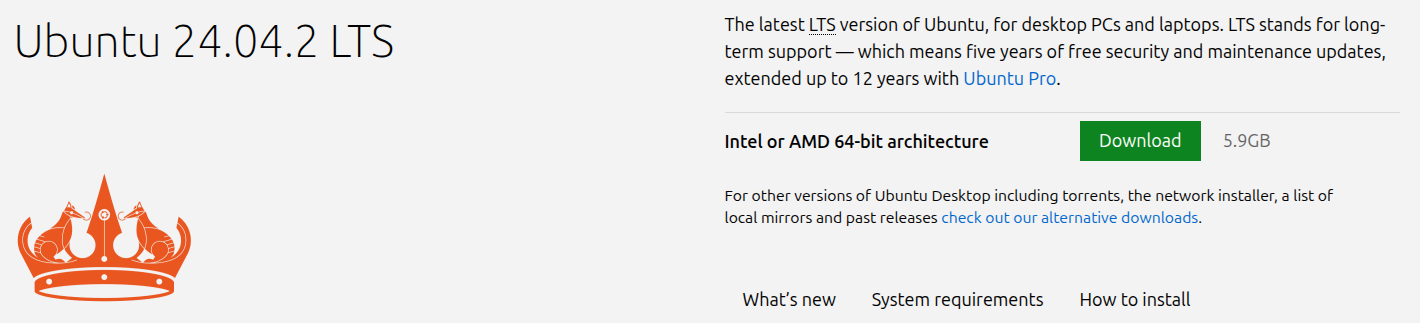 Ubuntu 24.04.2 LTS
The latest LTS version of Ubuntu, for desktop PCs and laptops. LTS stands for long-
term support — which means five years of free security and maintenance updates,
extended up to 12 years with Ubuntu Pro.
Intel or AMD 64-bit architecture Download 5.9GB
For other versions of Ubuntu Desktop including torrents, the network installer, a list of
local mirrors and past releases check out our alternative downloads.
What’s new System requirements How to install